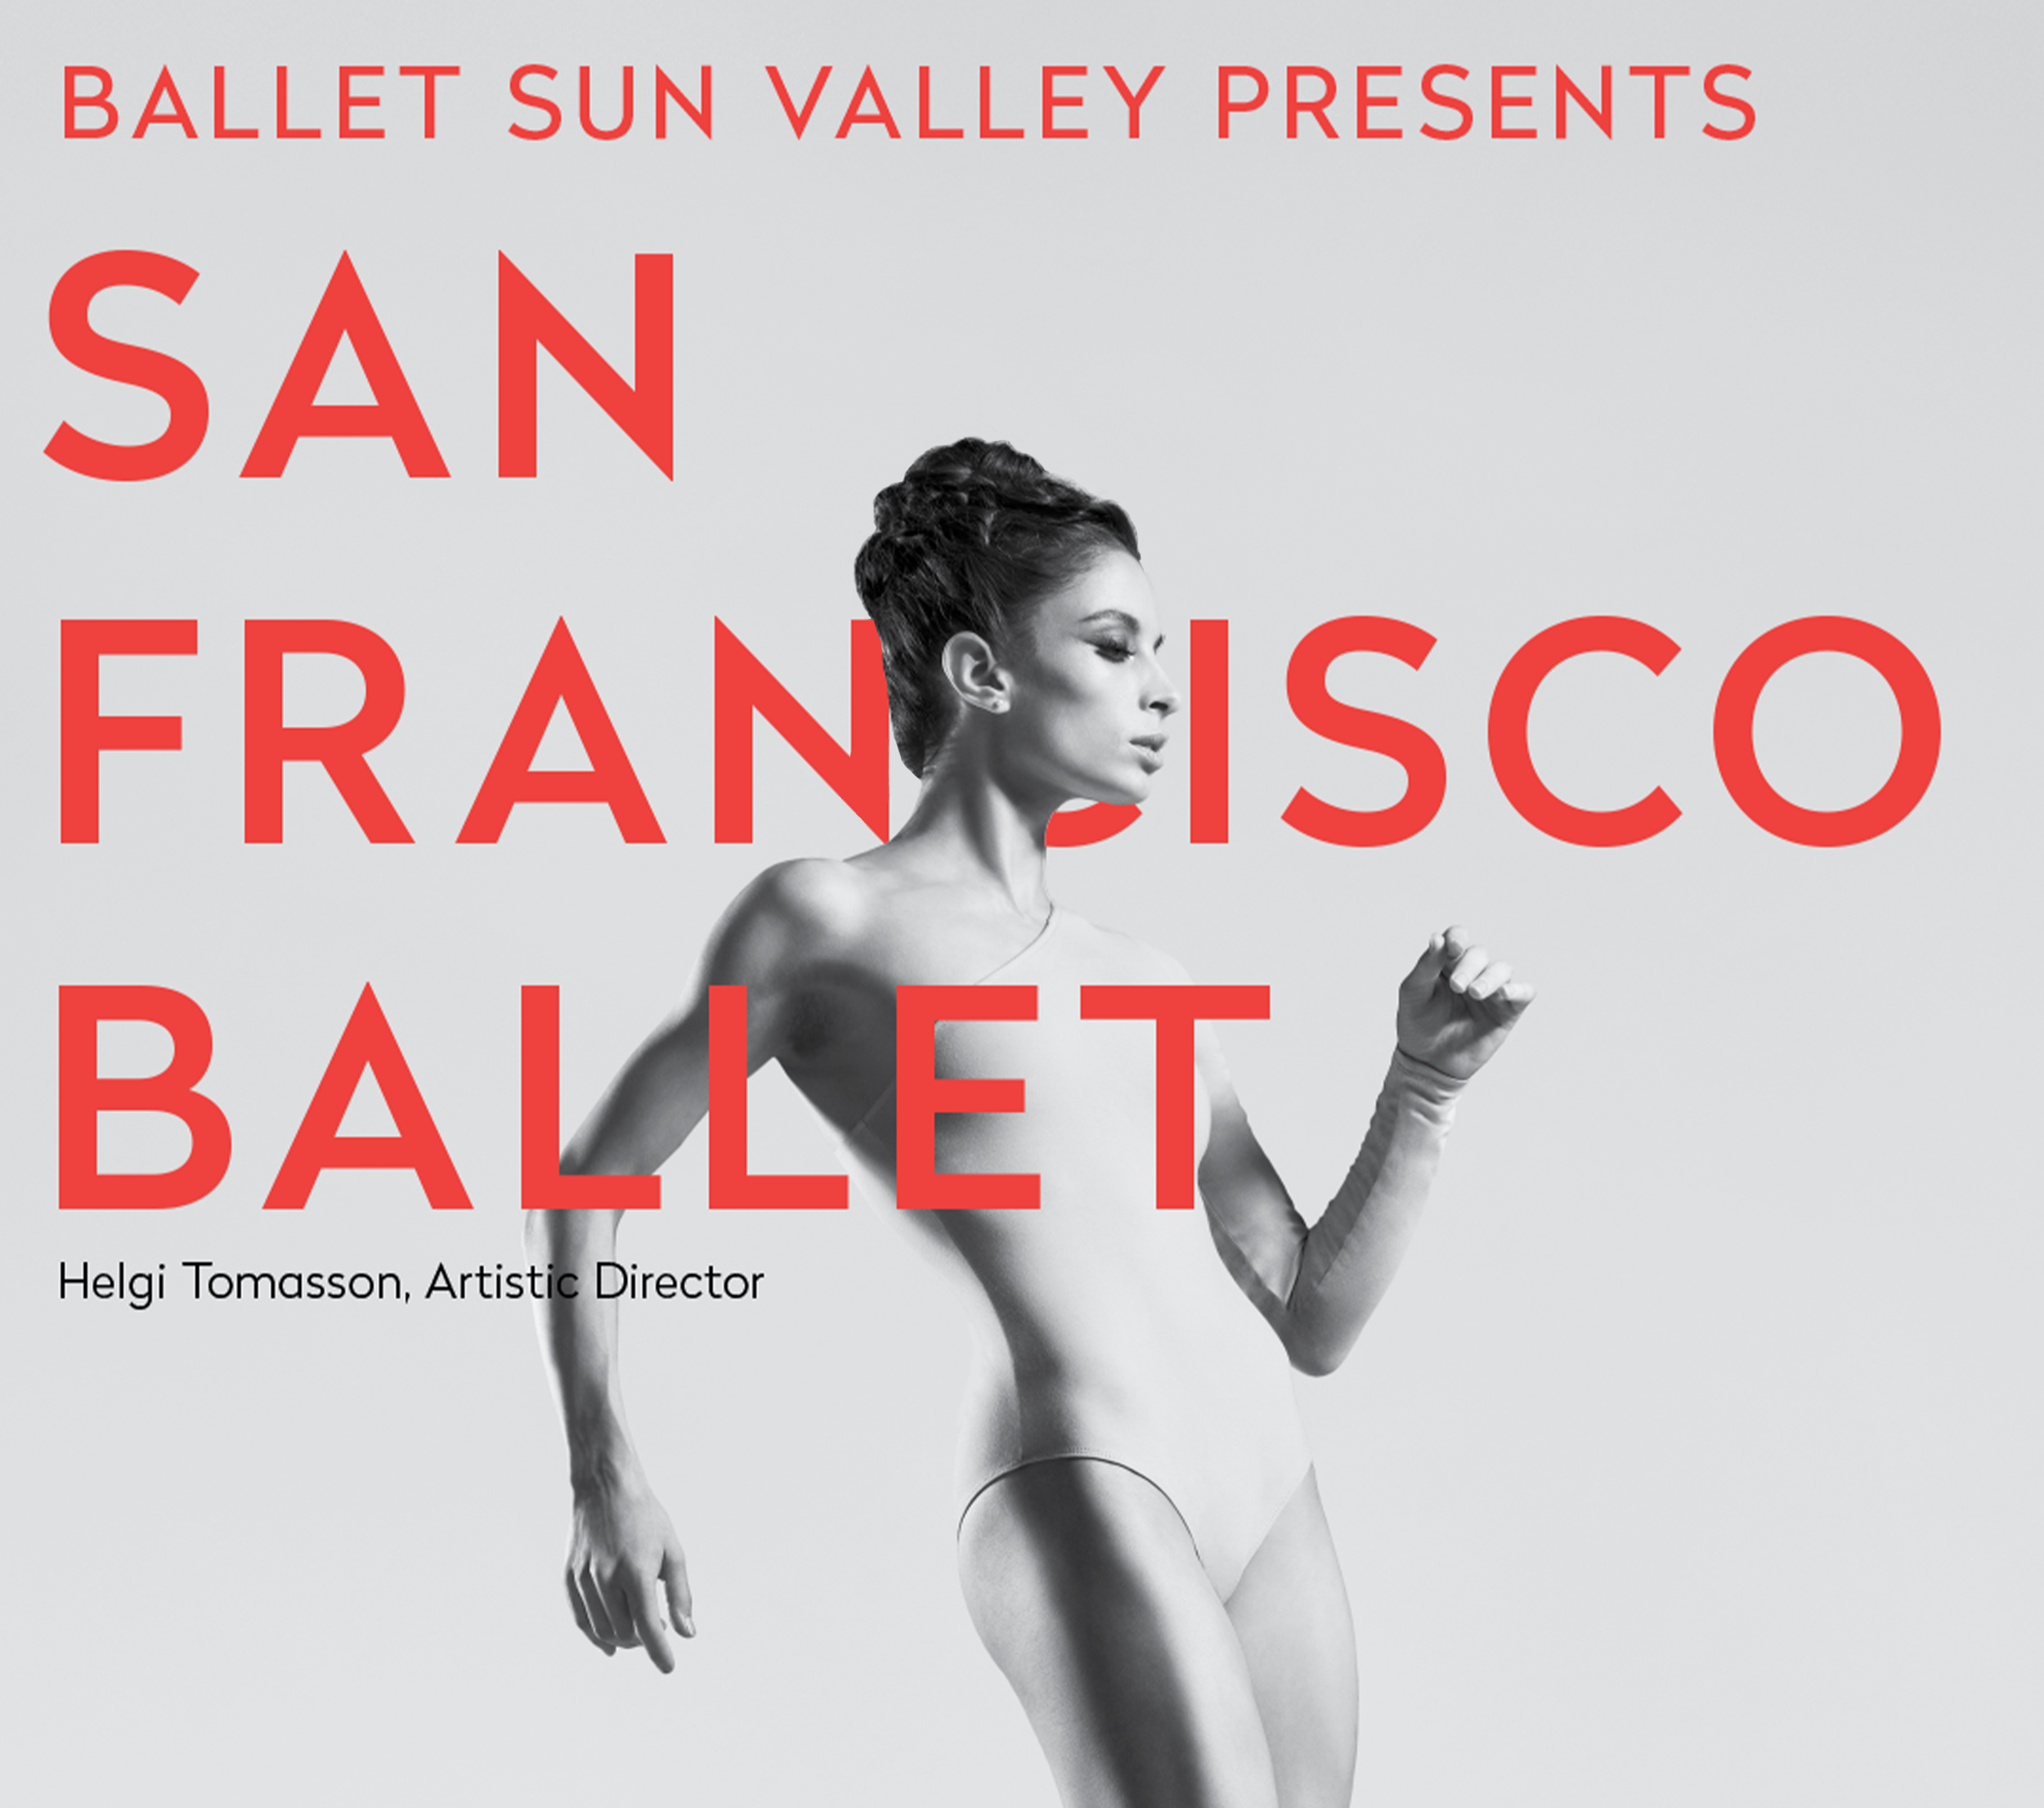 BALLET SUN VALLEY PRESENTS
SAN
FRANCISCO
BALLET
Helgi Tomasson, Artistic Director